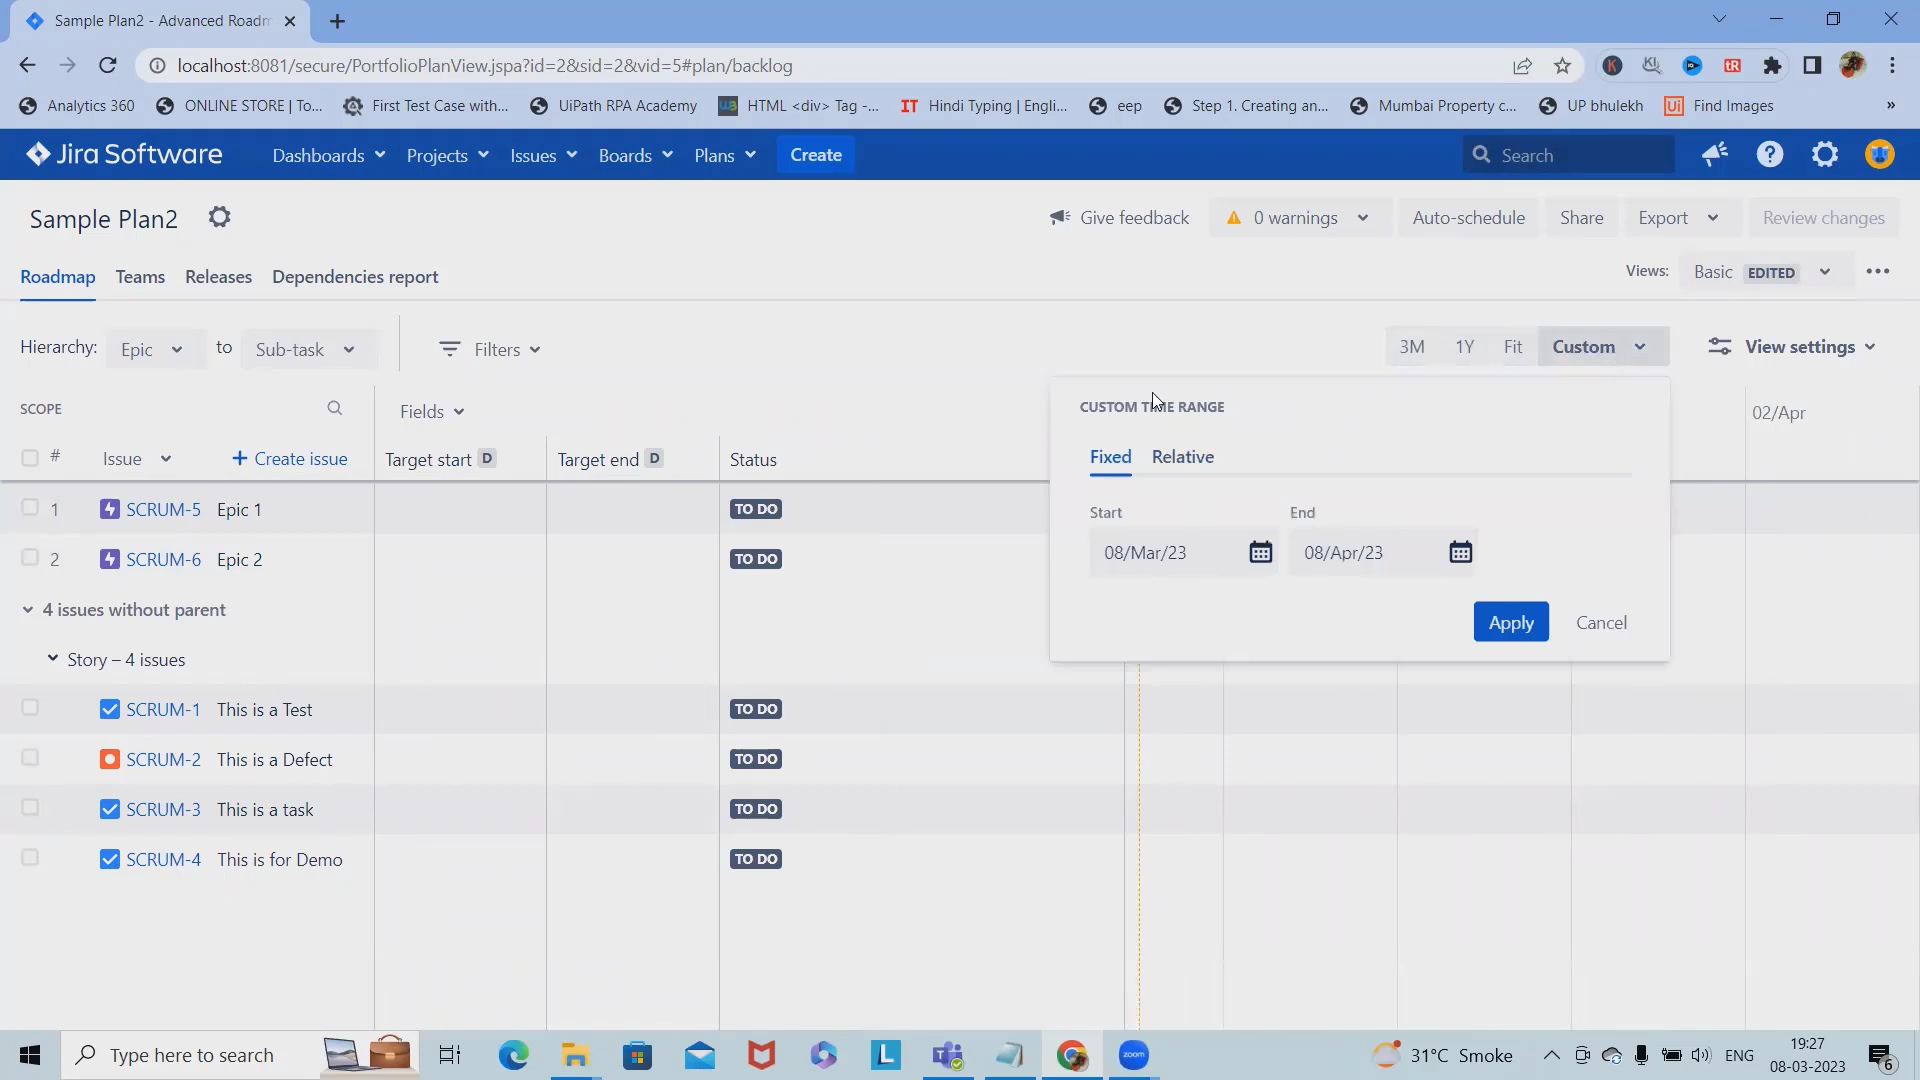 Sample Plan2 - Advanced Roadm
localhost:8081/secure/PortfolioPlanView.jspa?id=2&sid=2&vid=5#plan/backlog
Analytics 360
ONLINE STORE | To...
First Test Case with...
UiPath RPA Academy
HTML <div> Tag -...
Hindi Typing | Engli...
eep
Step 1. Creating an...
Mumbai Property c...
UP bhulekh
Find Images
»
Jira Software
Dashboards
Projects
Issues
Boards
Plans
Create
Search
Sample Plan2
Give feedback
0 warnings
Auto-schedule
Share
Export
Review changes
Roadmap
Teams
Releases
Dependencies report
Views:
Basic EDITED
Hierarchy:
Epic
to
Sub-task
Filters
3M
1Y
Fit
Custom
View settings
SCOPE
Fields
CUSTOM TIME RANGE
02/Apr
# Issue
+ Create issue
Target start D
Target end D
Status
Fixed
Relative
1 SCRUM-5 Epic 1 TO DO
Start
End
08/Mar/23
08/Apr/23
2 SCRUM-6 Epic 2 TO DO
4 issues without parent
Apply
Cancel
Story – 4 issues
SCRUM-1 This is a Test TO DO
SCRUM-2 This is a Defect TO DO
SCRUM-3 This is a task TO DO
SCRUM-4 This is for Demo TO DO
Type here to search
L
zoom
31°C Smoke
ENG
19:27
08-03-2023
6